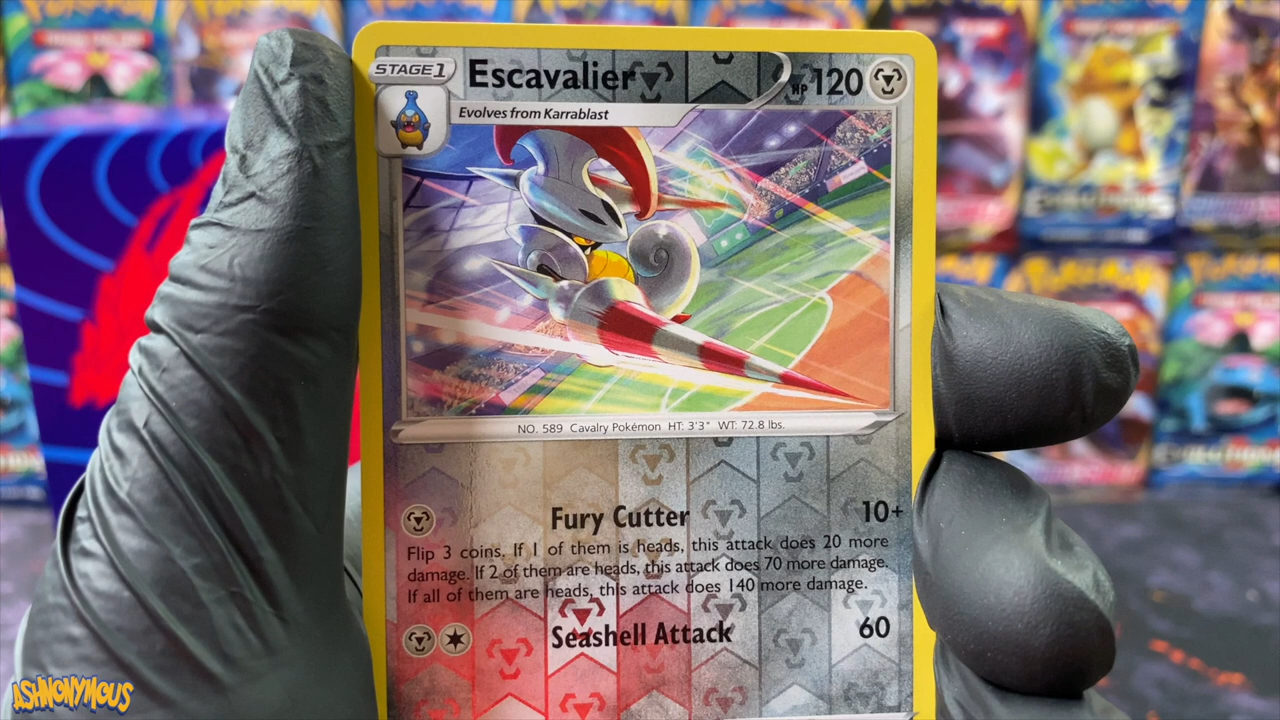 STAGE 1 Escavalier HP 120
Evolves from Karrablast
NO. 589 Cavalry Pokémon HT: 3'3" WT: 72.8 lbs.
Fury Cutter 10+
Flip 3 coins. If 1 of them is heads, this attack does 20 more
damage. If 2 of them are heads, this attack does 70 more damage.
If all of them are heads, this attack does 140 more damage.
Seashell Attack 60
ASHNONYMOUS
POKéMON
EVOLUTIONS